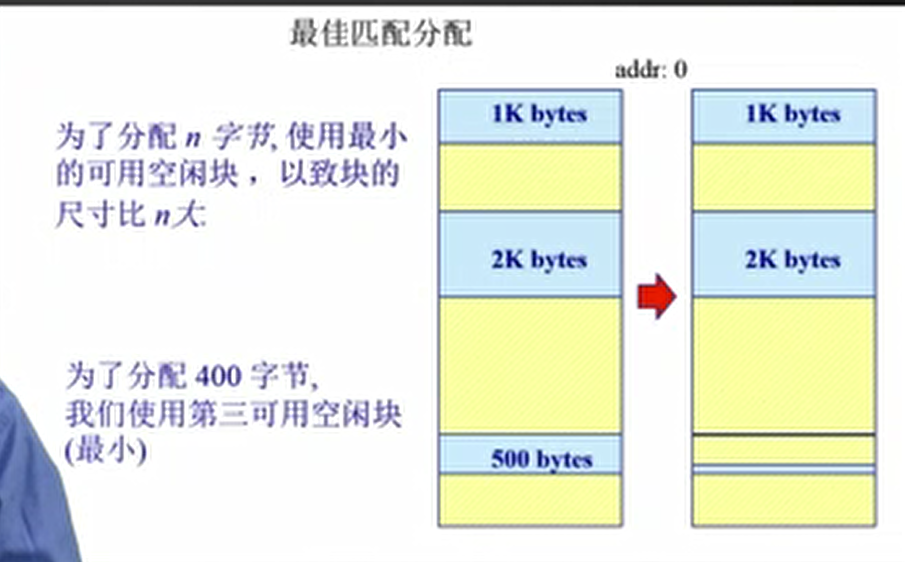 最佳匹配分配
addr: 0
为了分配 n 字节, 使用最小
的可用空闲块，以致块的
尺寸比 n大.
为了分配 400 字节,
我们使用第三可用空闲块
(最小)
1K bytes
2K bytes
500 bytes
1K bytes
2K bytes